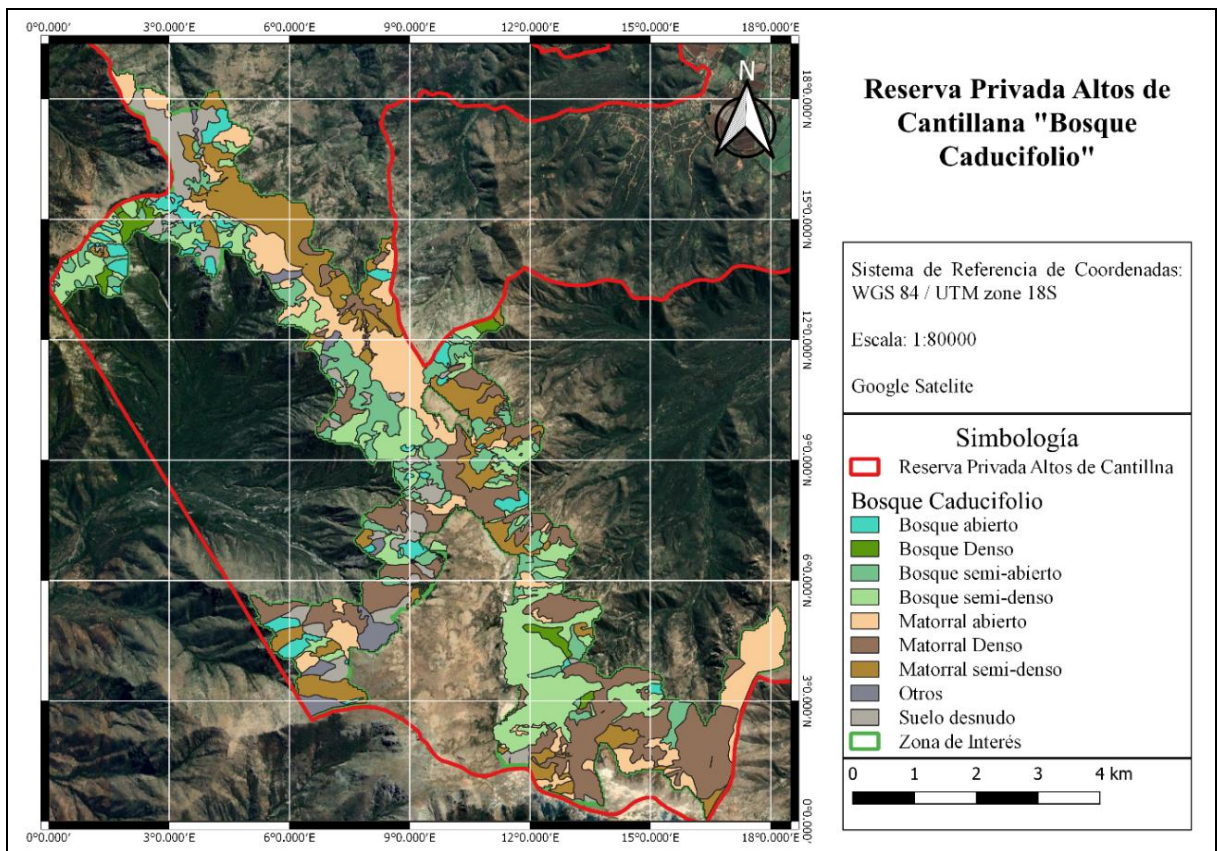 0°0.000′ 3°0.000′ 6°0.000′ 9°0.000′ 12°0.000′ 15°0.000′ 18°0.000′
N
18°0.000′N
15°0.000′N
12°0.000′N
9°0.000′N
6°0.000′N
3°0.000′N
0°0.000′N
0°0.000′ 3°0.000′ 6°0.000′ 9°0.000′ 12°0.000′ 15°0.000′ 18°0.000′
Reserva Privada Altos de
Cantillana "Bosque
Caducifolio"
Sistema de Referencia de Coordenadas:
WGS 84 / UTM zone 18S
Escala: 1:80000
Google Satelite
Simbología
Reserva Privada Altos de Cantillna
Bosque Caducifolio
Bosque abierto
Bosque Denso
Bosque semi-abierto
Bosque semi-denso
Matorral abierto
Matorral Denso
Matorral semi-denso
Otros
Suelo desnudo
Zona de Interés
0 1 2 3 4 km